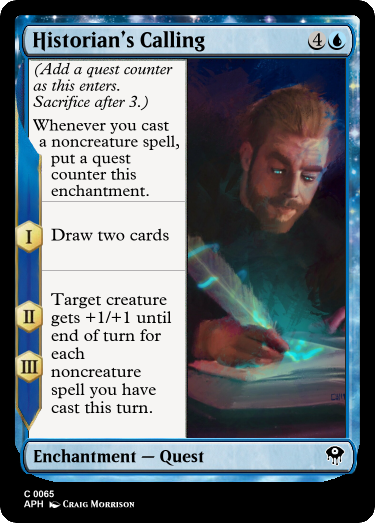 Historian's Calling 4
(Add a quest counter
as this enters.
Sacrifice after 3.)
Whenever you cast
a noncreature spell,
put a quest
counter this
enchantment.
I Draw two cards
II
III
Target creature
gets +1/+1 until
end of turn for
each
noncreature
spell you have
cast this turn.
Enchantment — Quest
C 0065
APH Craig Morrison